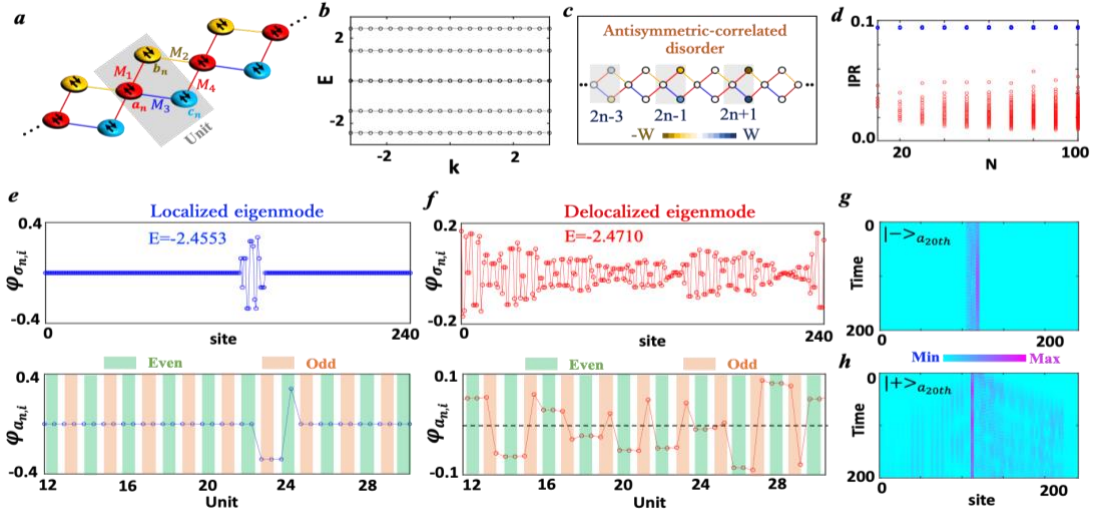 a
M₁
M₂
bₙ
aₙ
M₃
M₄
cₙ
Unit
b
3
E
-2
-2
2
k
c
Antisymmetric-correlated
disorder
2n-3
2n-1
2n+1
-W
W
d
0.1
IPR
0.0
20
100
N
e
0.4
Localized eigenmode
E=-2.4553
φσₙ,ᵢ
-0.4
0
240
site
Even
Odd
0.4
φaₙ,ᵢ
-0.4
12
16
20
24
28
Unit
f
0.2
Delocalized eigenmode
E=-2.4710
φσₙ,ᵢ
-0.2
0
240
site
Even
Odd
0.1
φaₙ,ᵢ
-0.1
12
16
20
24
28
Unit
g
0
|−>a₂₀ₜₕ
Time
200
0
200
Min
Max
h
0
|+>a₂₀ₜₕ
Time
200
0
200
site